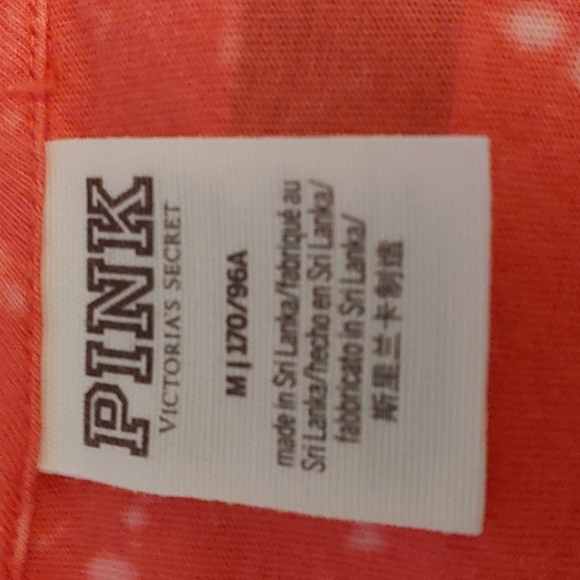 PINK
VICTORIA'S SECRET
M | 170/96A
made in Sri Lanka/fabriqué au
Sri Lanka/hecho en Sri Lanka/
fabbricato in Sri Lanka/
斯里兰卡制造